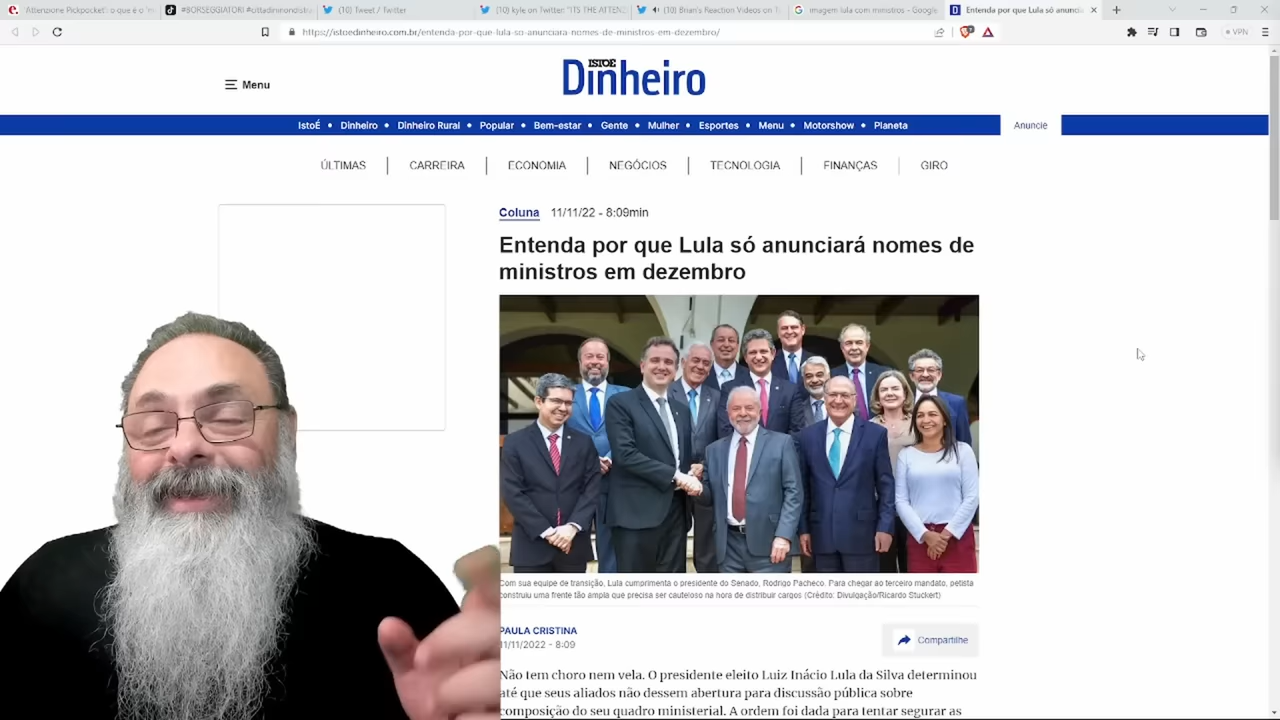 Attenzione Pickpocket": o que é o "m
#BORSEGGIATORI #cittadininondistra
(10) Tweet / Twitter
kyle on Twitter: "ITS THE ATTENZ
(10) Brian's Reaction Videos on T
imagem lula com ministros - Google
Entenda por que Lula só anunciará
https://istoedinheiro.com.br/entenda-por-que-lula-so-anunciara-nomes-de-ministros-em-dezembro/
VPN
Menu
ISTOÉ
Dinheiro
IstoÉ • Dinheiro • Dinheiro Rural • Popular • Bem-estar • Gente • Mulher • Esportes • Menu • Motorshow • Planeta
Anuncie
ÚLTIMAS | CARREIRA | ECONOMIA | NEGÓCIOS | TECNOLOGIA | FINANÇAS | GIRO
Coluna 11/11/22 - 8:09min
Entenda por que Lula só anunciará nomes de
ministros em dezembro
Com sua equipe de transição, Lula cumprimenta o presidente do Senado, Rodrigo Pacheco. Para chegar ao terceiro mandato, petista
construiu uma frente tão ampla que precisa ser cauteloso na hora de distribuir cargos (Crédito: Divulgação/Ricardo Stuckert)
PAULA CRISTINA
11/11/2022 - 8:09
Compartilhe
Não tem choro nem vela. O presidente eleito Luiz Inácio Lula da Silva determinou
até que seus aliados não dessem abertura para discussão pública sobre
composição do seu quadro ministerial. A ordem foi dada para tentar segurar as